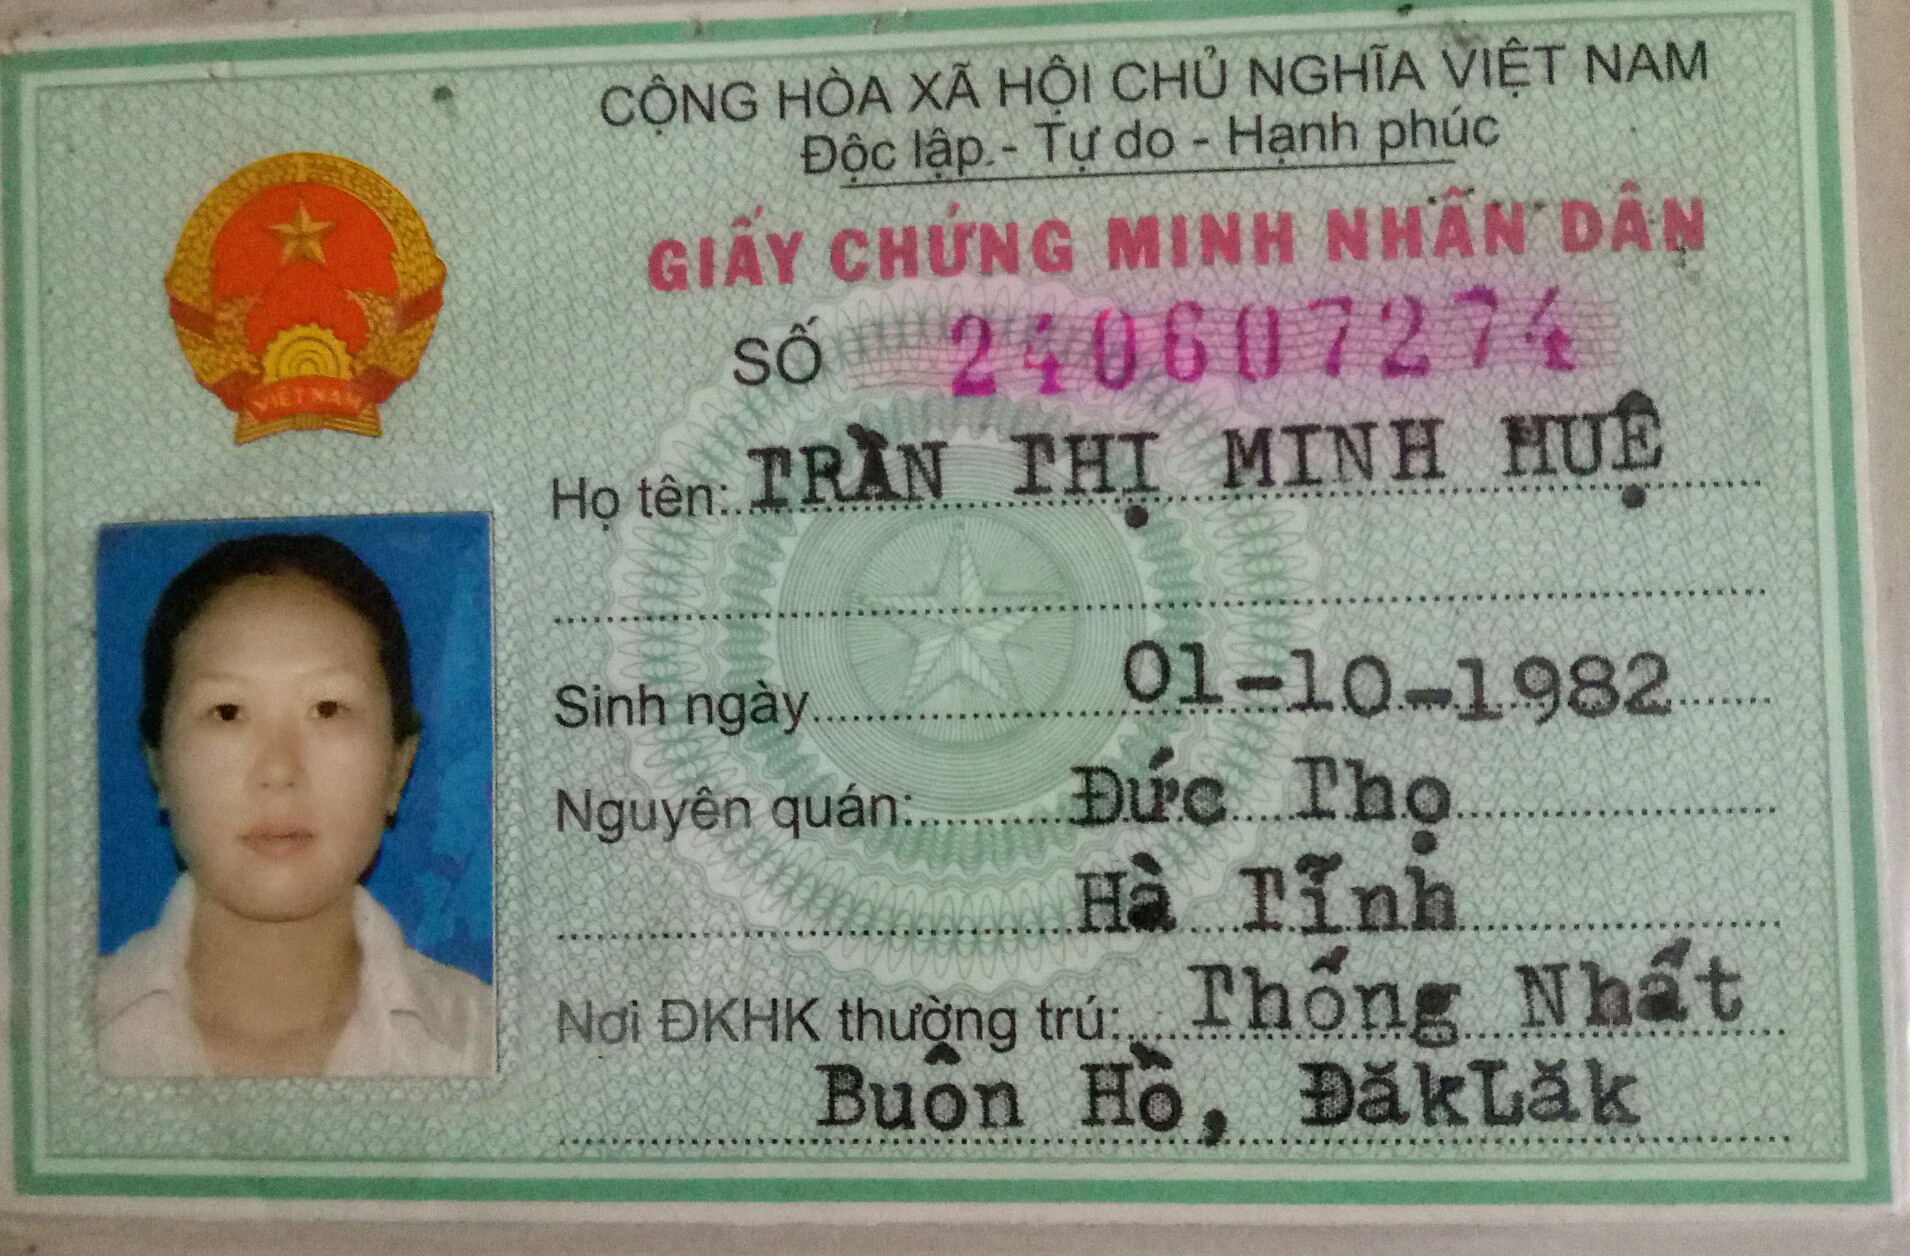 CỘNG HÒA XÃ HỘI CHỦ NGHĨA VIỆT NAM
Độc lập - Tự do - Hạnh phúc
GIẤY CHỨNG MINH NHÂN DÂN
SỐ 240607274
VIỆT NAM
Họ tên: TRẦN THỊ MINH HUỆ
Sinh ngày 01-10-1982
Nguyên quán: Đức Thọ
Hà Tĩnh
Nơi ĐKHK thường trú: Thống Nhất
Buôn Hồ, ĐăkLăk